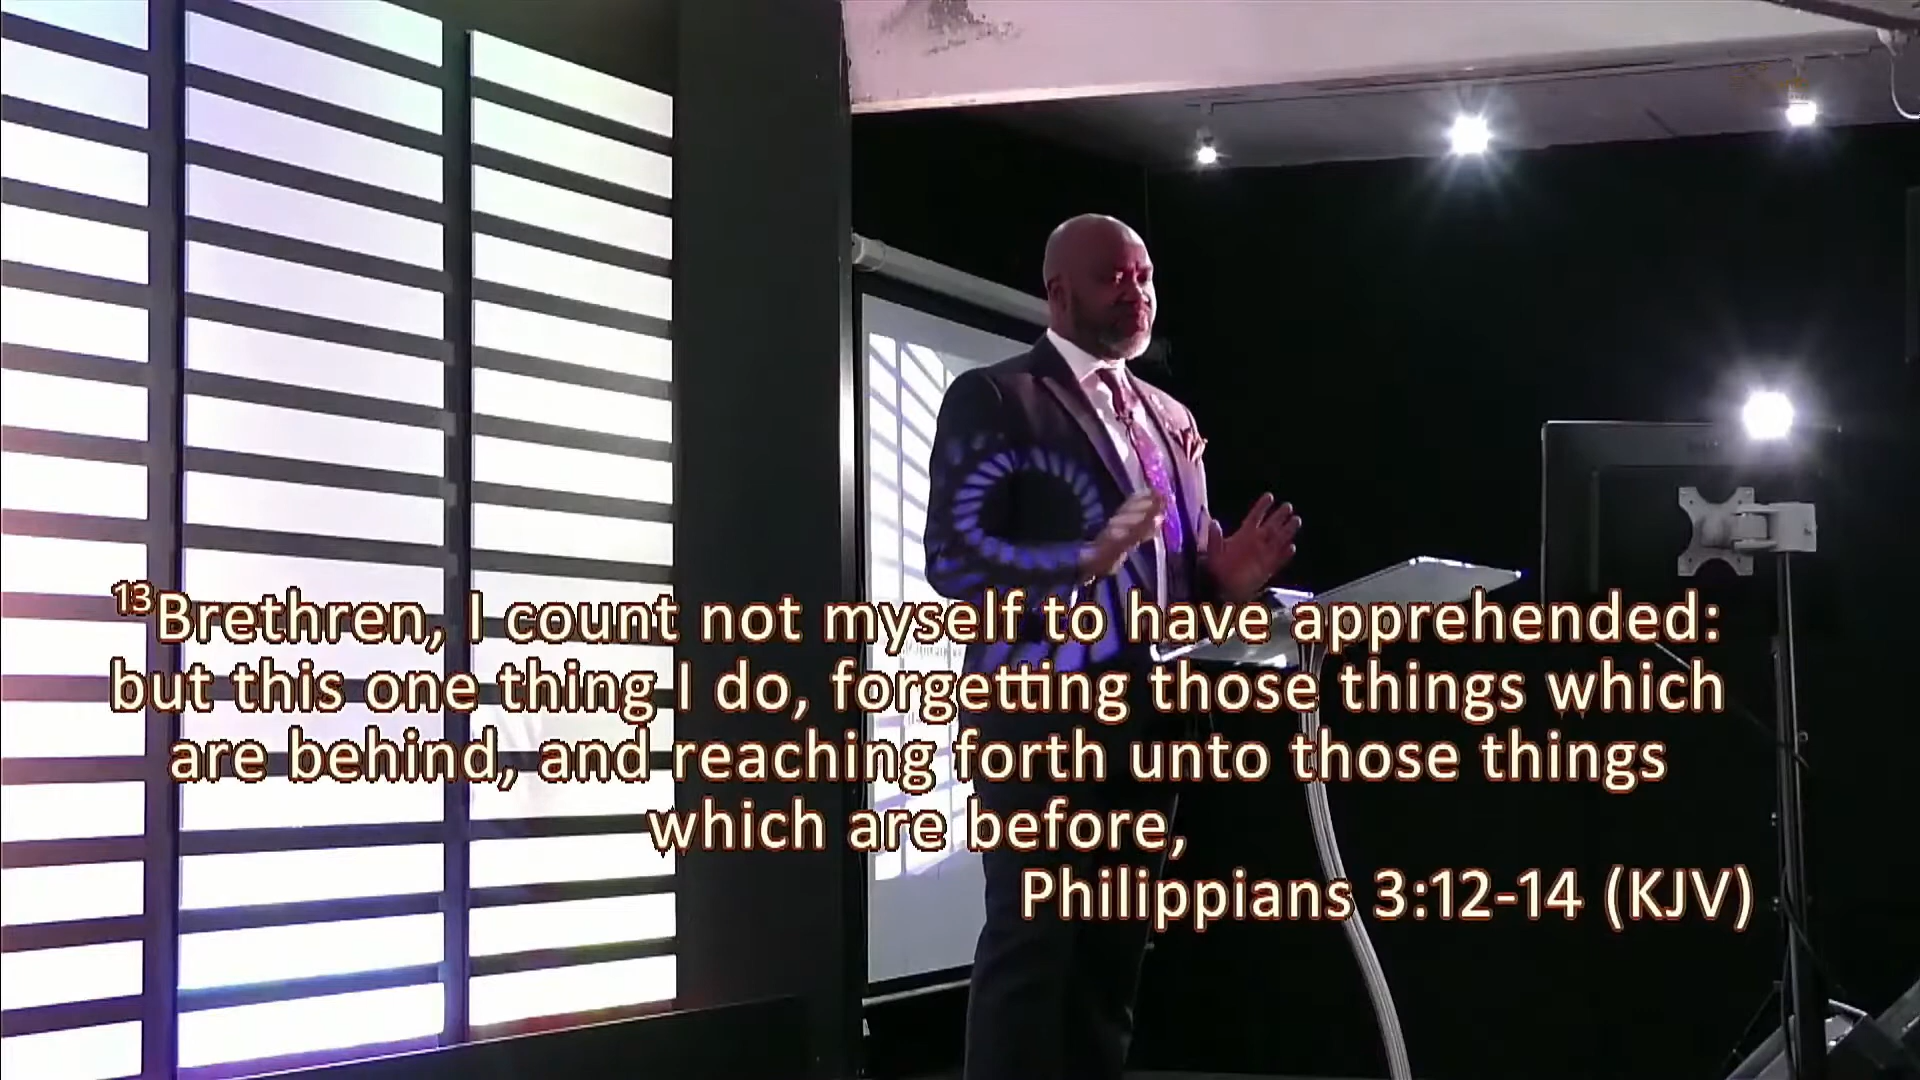 ¹³Brethren, I count not myself to have apprehended:
but this one thing I do, forgetting those things which
are behind, and reaching forth unto those things
which are before,
Philippians 3:12-14 (KJV)